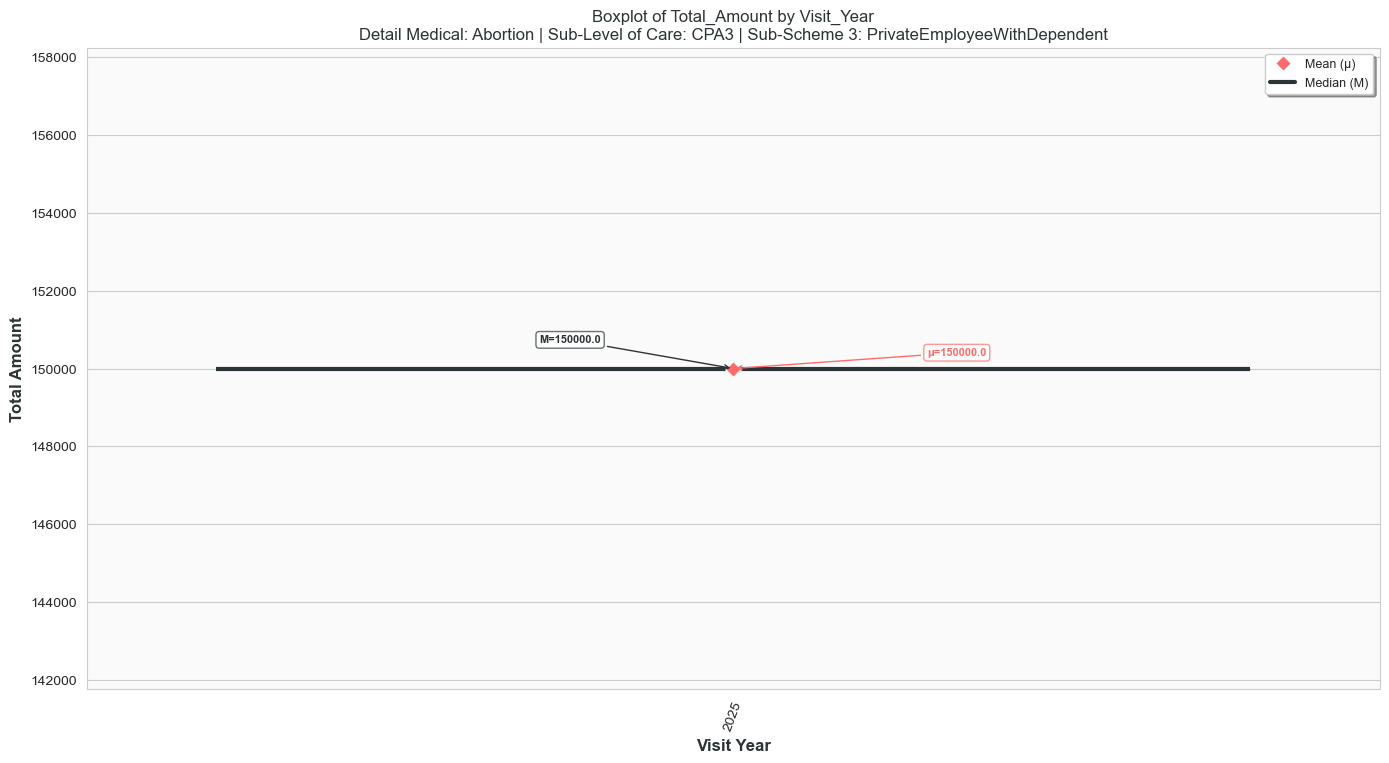 Boxplot of Total_Amount by Visit_Year
Detail Medical: Abortion | Sub-Level of Care: CPA3 | Sub-Scheme 3: PrivateEmployeeWithDependent
Mean (μ)
Median (M)
158000
156000
154000
152000
150000
148000
146000
144000
142000
Total Amount
M=150000.0
μ=150000.0
2025
Visit Year